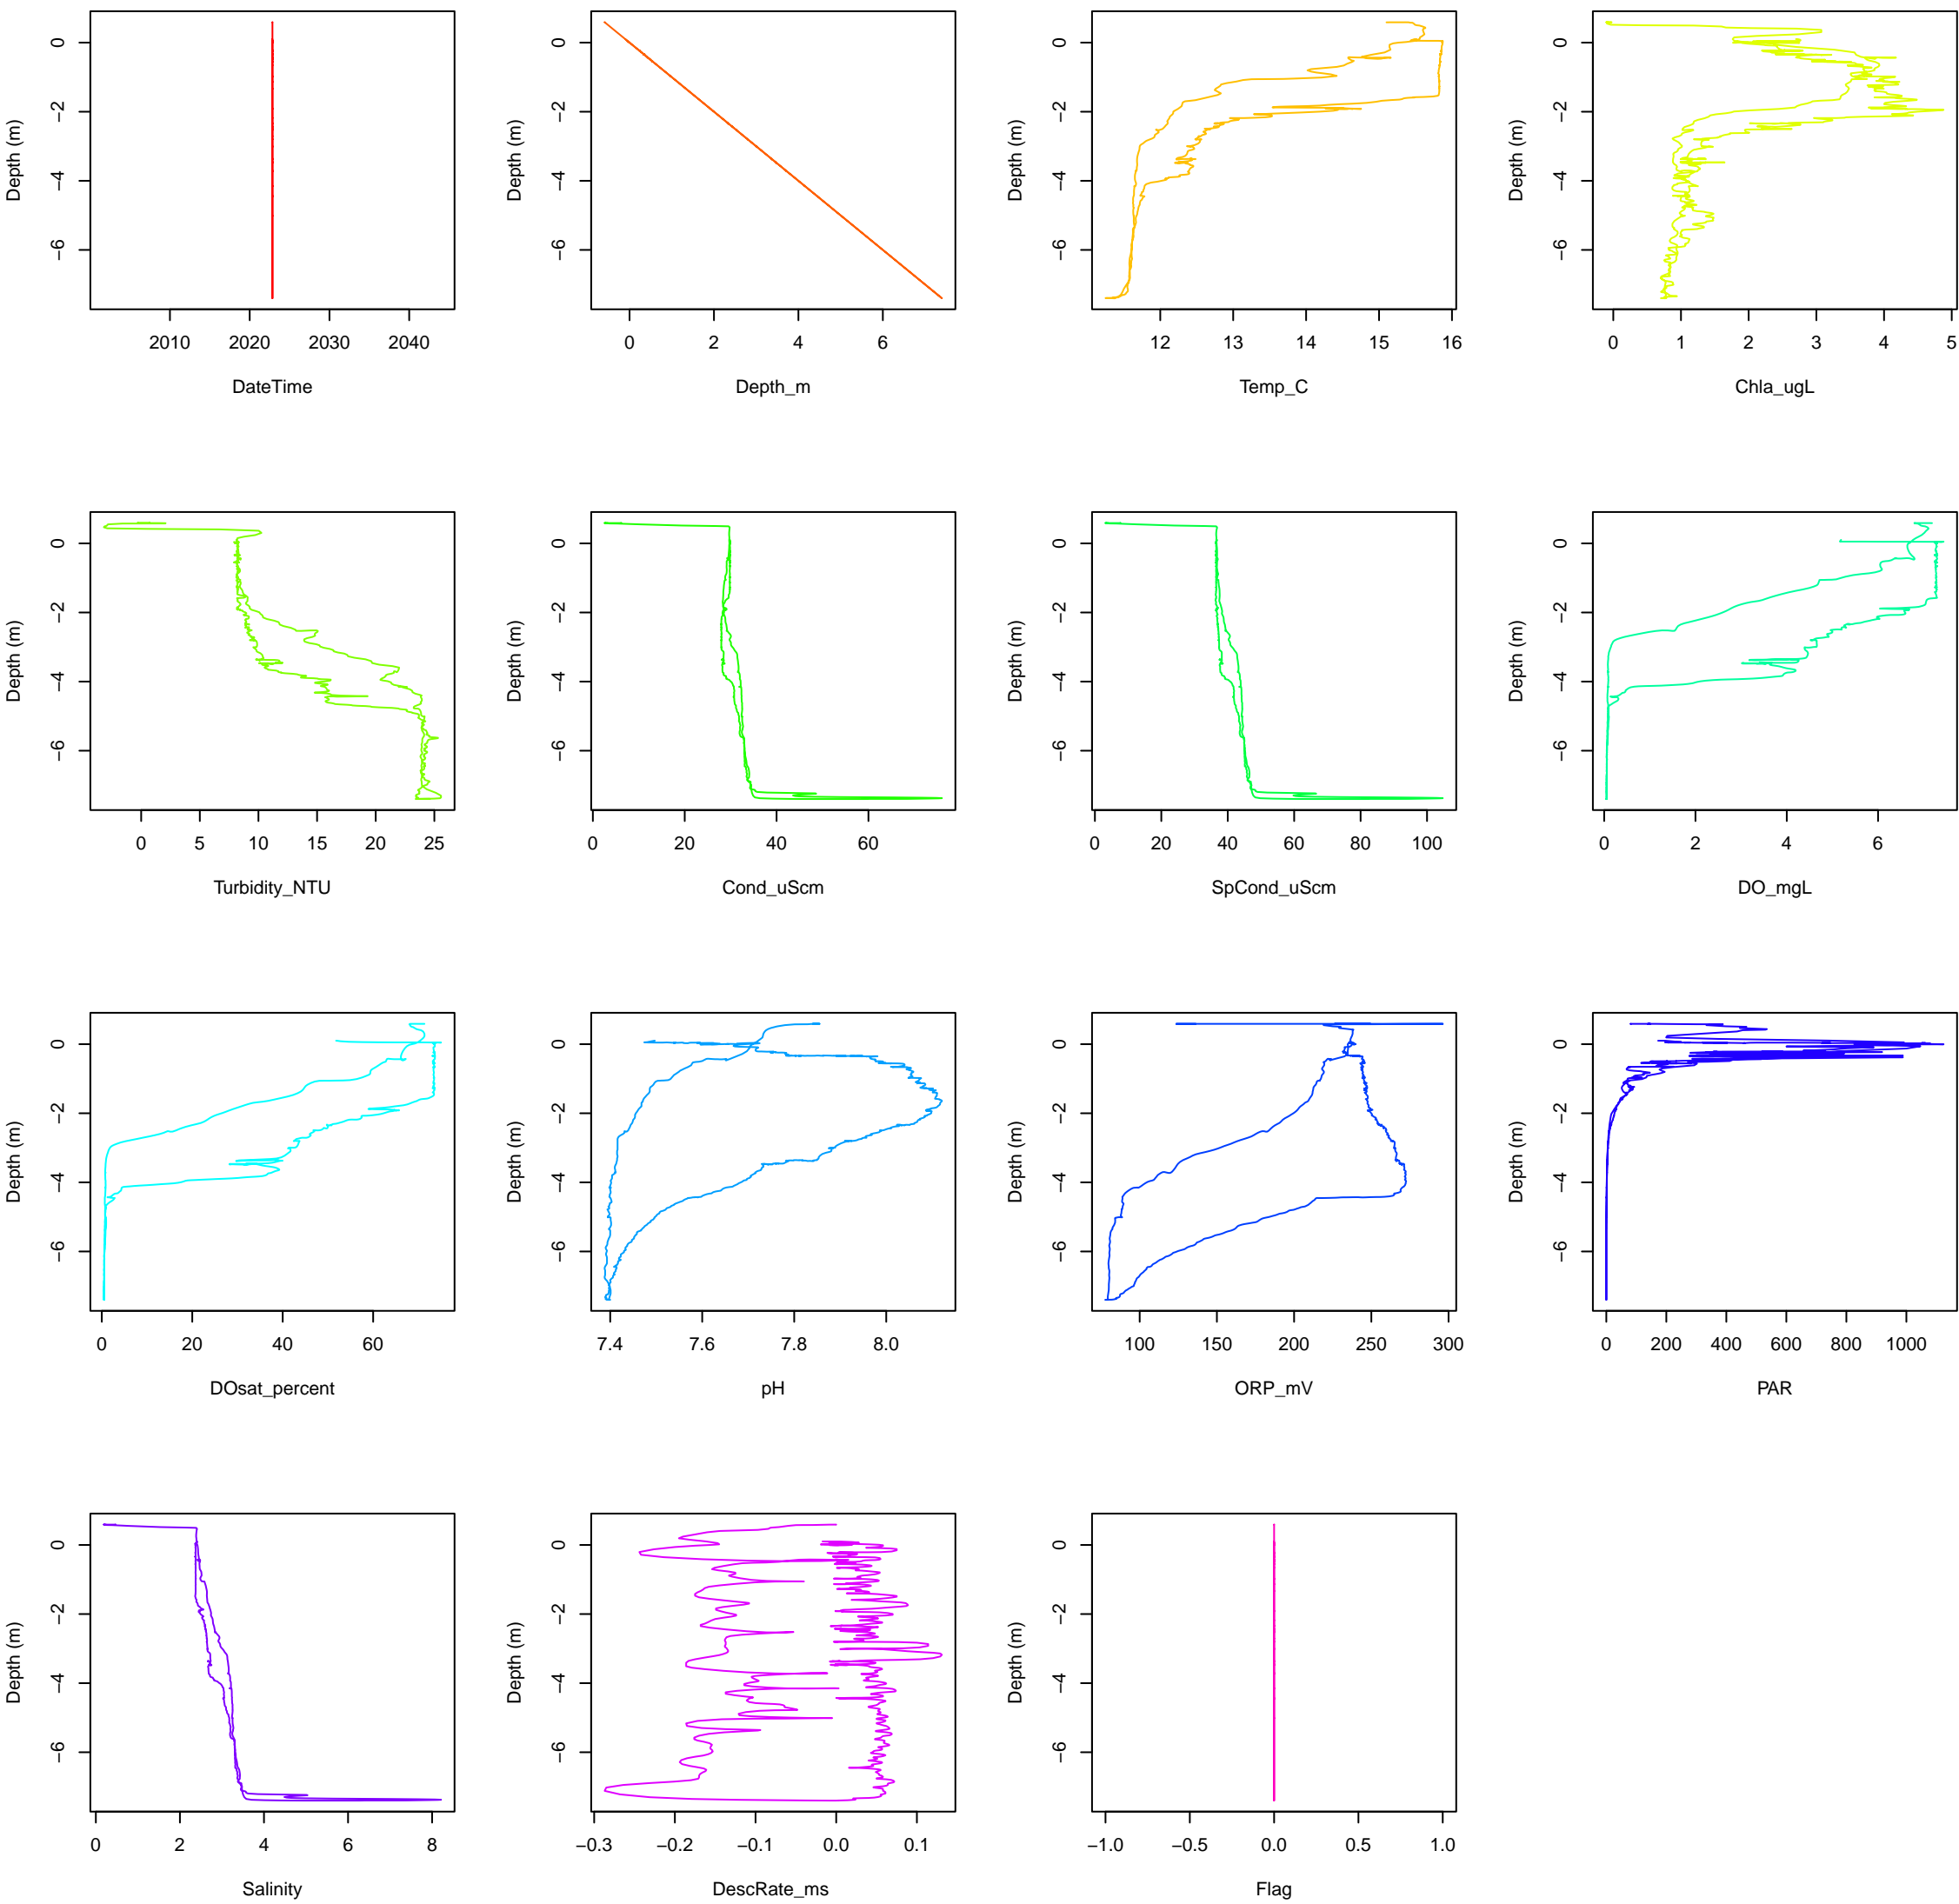 Depth (m)
0
−2
−4
−6
2010 2020 2030 2040
DateTime
Depth (m)
0
−2
−4
−6
0 2 4 6
Depth_m
Depth (m)
0
−2
−4
−6
12 13 14 15 16
Temp_C
Depth (m)
0
−2
−4
−6
0 1 2 3 4 5
Chla_ugL
Depth (m)
0
−2
−4
−6
0 5 10 15 20 25
Turbidity_NTU
Depth (m)
0
−2
−4
−6
0 20 40 60
Cond_uScm
Depth (m)
0
−2
−4
−6
0 20 40 60 80 100
SpCond_uScm
Depth (m)
0
−2
−4
−6
0 2 4 6
DO_mgL
Depth (m)
0
−2
−4
−6
0 20 40 60
DOsat_percent
Depth (m)
0
−2
−4
−6
7.4 7.6 7.8 8.0
pH
Depth (m)
0
−2
−4
−6
100 150 200 250 300
ORP_mV
Depth (m)
0
−2
−4
−6
0 200 400 600 800 1000
PAR
Depth (m)
0
−2
−4
−6
0 2 4 6 8
Salinity
Depth (m)
0
−2
−4
−6
−0.3 −0.2 −0.1 0.0 0.1
DescRate_ms
Depth (m)
0
−2
−4
−6
−1.0 −0.5 0.0 0.5 1.0
Flag